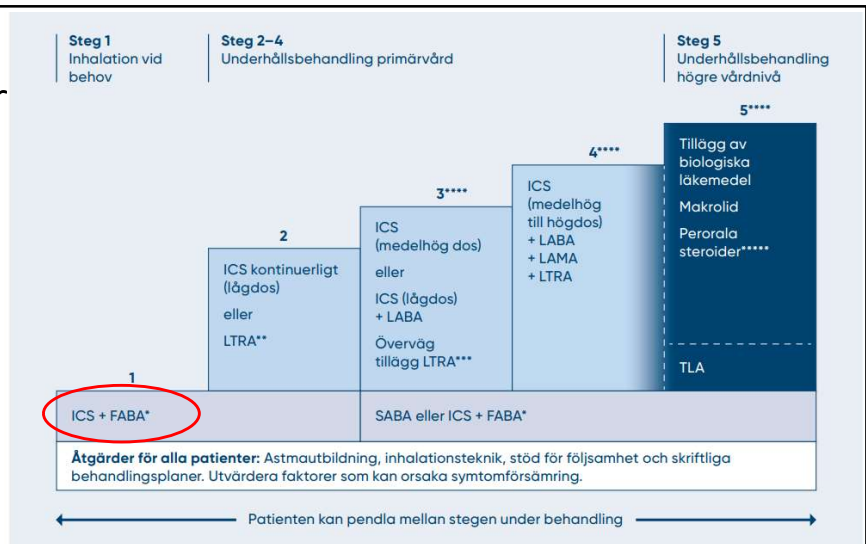 Steg 1
Inhalation vid
behov
Steg 2–4
Underhållsbehandling primärvård
Steg 5
Underhållsbehandling
högre vårdnivå
1
ICS + FABA*
2
ICS kontinuerligt
(lågdos)
eller
LTRA**
3****
ICS
(medelhög dos)
eller
ICS (lågdos)
+ LABA
Överväg
tillägg LTRA***
4****
ICS
(medelhög
till högdos)
+ LABA
+ LAMA
+ LTRA
5****
Tillägg av
biologiska
läkemedel
Makrolid
Perorala
steroider*****
TLA
SABA eller ICS + FABA*
Åtgärder för alla patienter: Astmautbildning, inhalationsteknik, stöd för följsamhet och skriftliga
behandlingsplaner. Utvärdera faktorer som kan orsaka symtomförsämring.
Patienten kan pendla mellan stegen under behandling